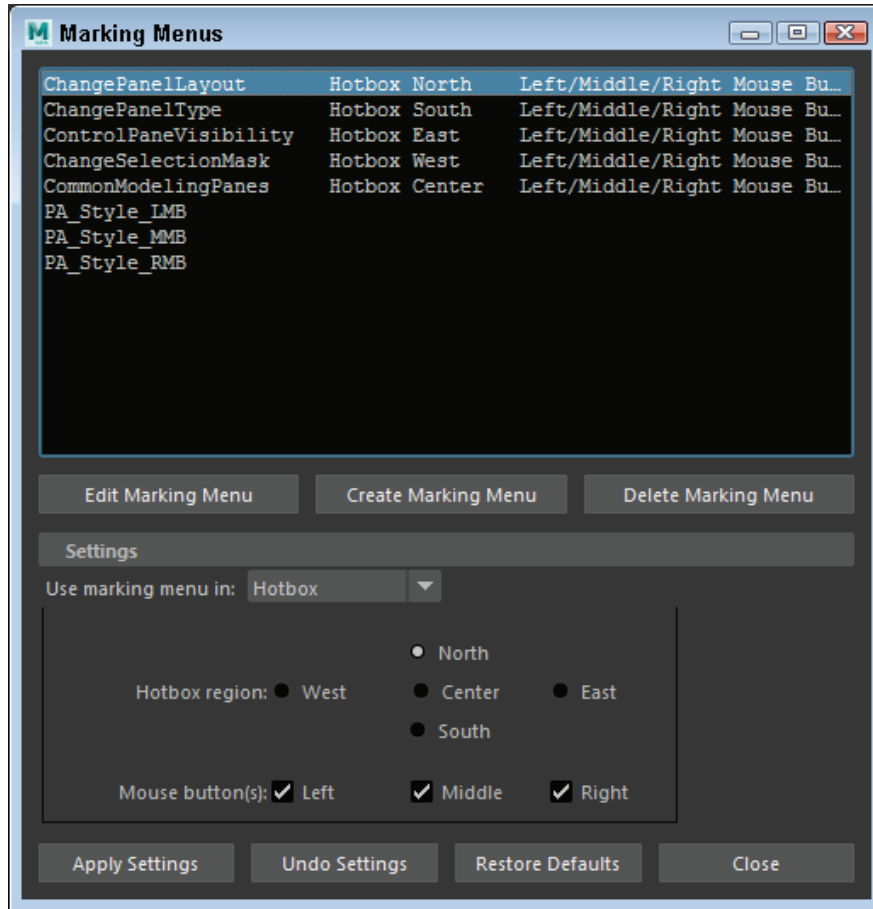 Marking Menus
ChangePanelLayout Hotbox North Left/Middle/Right Mouse Bu…
ChangePanelType Hotbox South Left/Middle/Right Mouse Bu…
ControlPaneVisibility Hotbox East Left/Middle/Right Mouse Bu…
ChangeSelectionMask Hotbox West Left/Middle/Right Mouse Bu…
CommonModelingPanes Hotbox Center Left/Middle/Right Mouse Bu…
PA_Style_LMB
PA_Style_MMB
PA_Style_RMB
Edit Marking Menu Create Marking Menu Delete Marking Menu
Settings
Use marking menu in: Hotbox
North
Hotbox region: West Center East
South
Mouse button(s): Left Middle Right
Apply Settings Undo Settings Restore Defaults Close